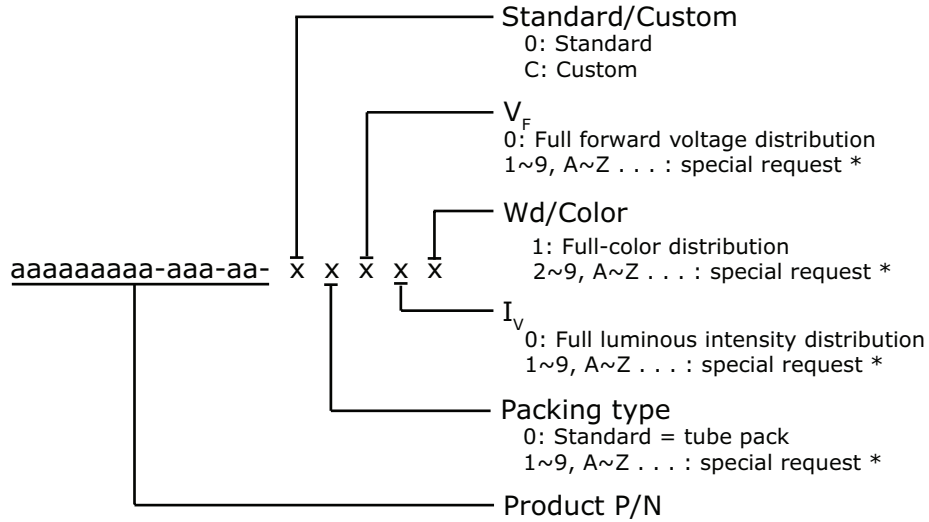 Standard/Custom
0: Standard
C: Custom
VF
0: Full forward voltage distribution
1~9, A~Z . . . : special request *
Wd/Color
1: Full-color distribution
2~9, A~Z . . . : special request *
aaaaaaaaa-aaa-aa- x x x x x
IV
0: Full luminous intensity distribution
1~9, A~Z . . . : special request *
Packing type
0: Standard = tube pack
1~9, A~Z . . . : special request *
Product P/N